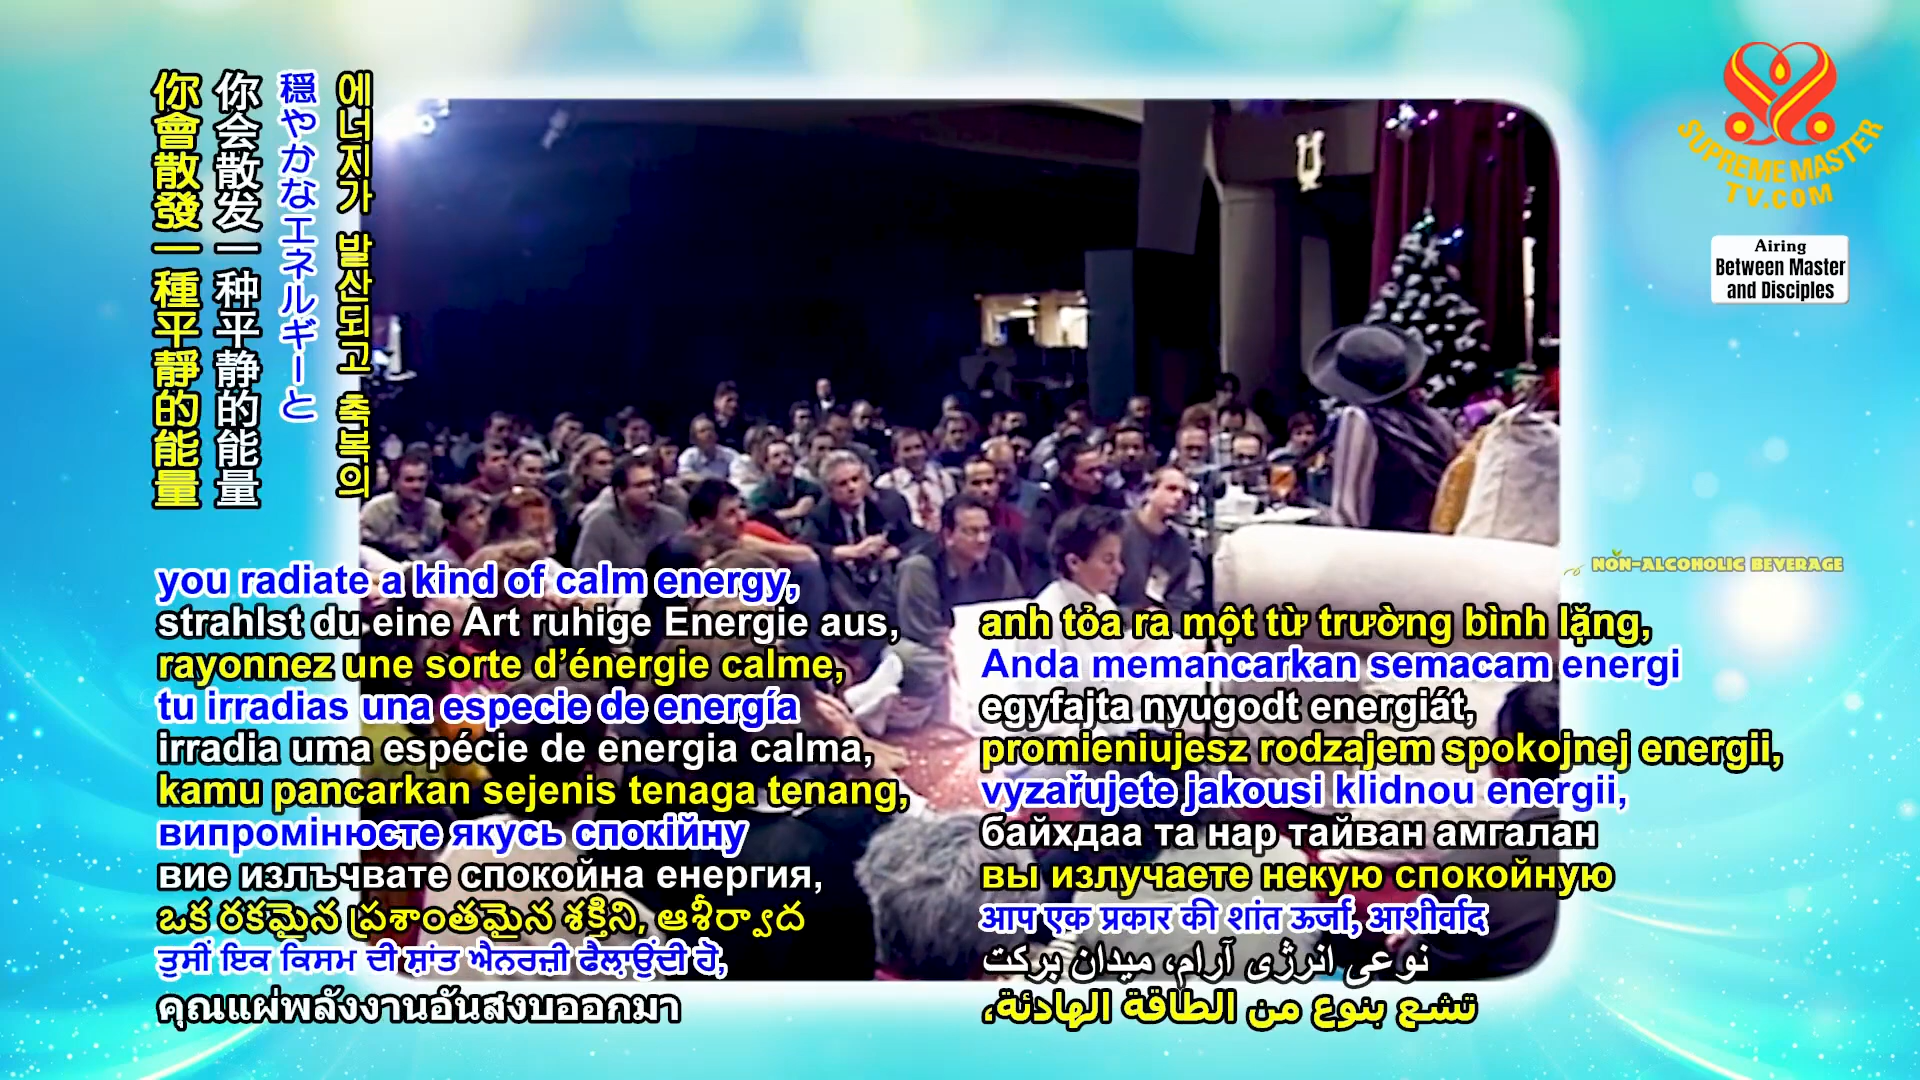 你會散發一種平靜的能量
你会散发一种平静的能量
穏やかなエネルギーと
에너지가 발산되고 축복의
SUPREME MASTER
TV.COM
Airing
Between Master
and Disciples
NON-ALCOHOLIC BEVERAGE
you radiate a kind of calm energy,
strahlst du eine Art ruhige Energie aus,
rayonnez une sorte d’énergie calme,
tu irradias una especie de energía
irradia uma espécie de energia calma,
kamu pancarkan sejenis tenaga tenang,
випромінюєте якусь спокійну
вие излъчвате спокойна енергия,
ఒక రకమైన ప్రశాంతమైన శక్తిని, ఆశీర్వాద
ਤੁਸੀਂ ਇਕ ਕਿਸਮ ਦੀ ਸ਼ਾਂਤ ਐਨਰਜ਼ੀ ਫੈਲਾਉਂਦੀ ਹੋ,
คุณแผ่พลังงานอันสงบออกมา
anh tỏa ra một từ trường bình lặng,
Anda memancarkan semacam energi
egyfajta nyugodt energiát,
promieniujesz rodzajem spokojnej energii,
vyzařujete jakousi klidnou energii,
байхдаа та нар тайван амгалан
вы излучаете некую спокойную
आप एक प्रकार की शांत ऊर्जा, आशीर्वाद
نوعی انرژی آرام، میدان برکت
تشع بنوع من الطاقة الهادئة،